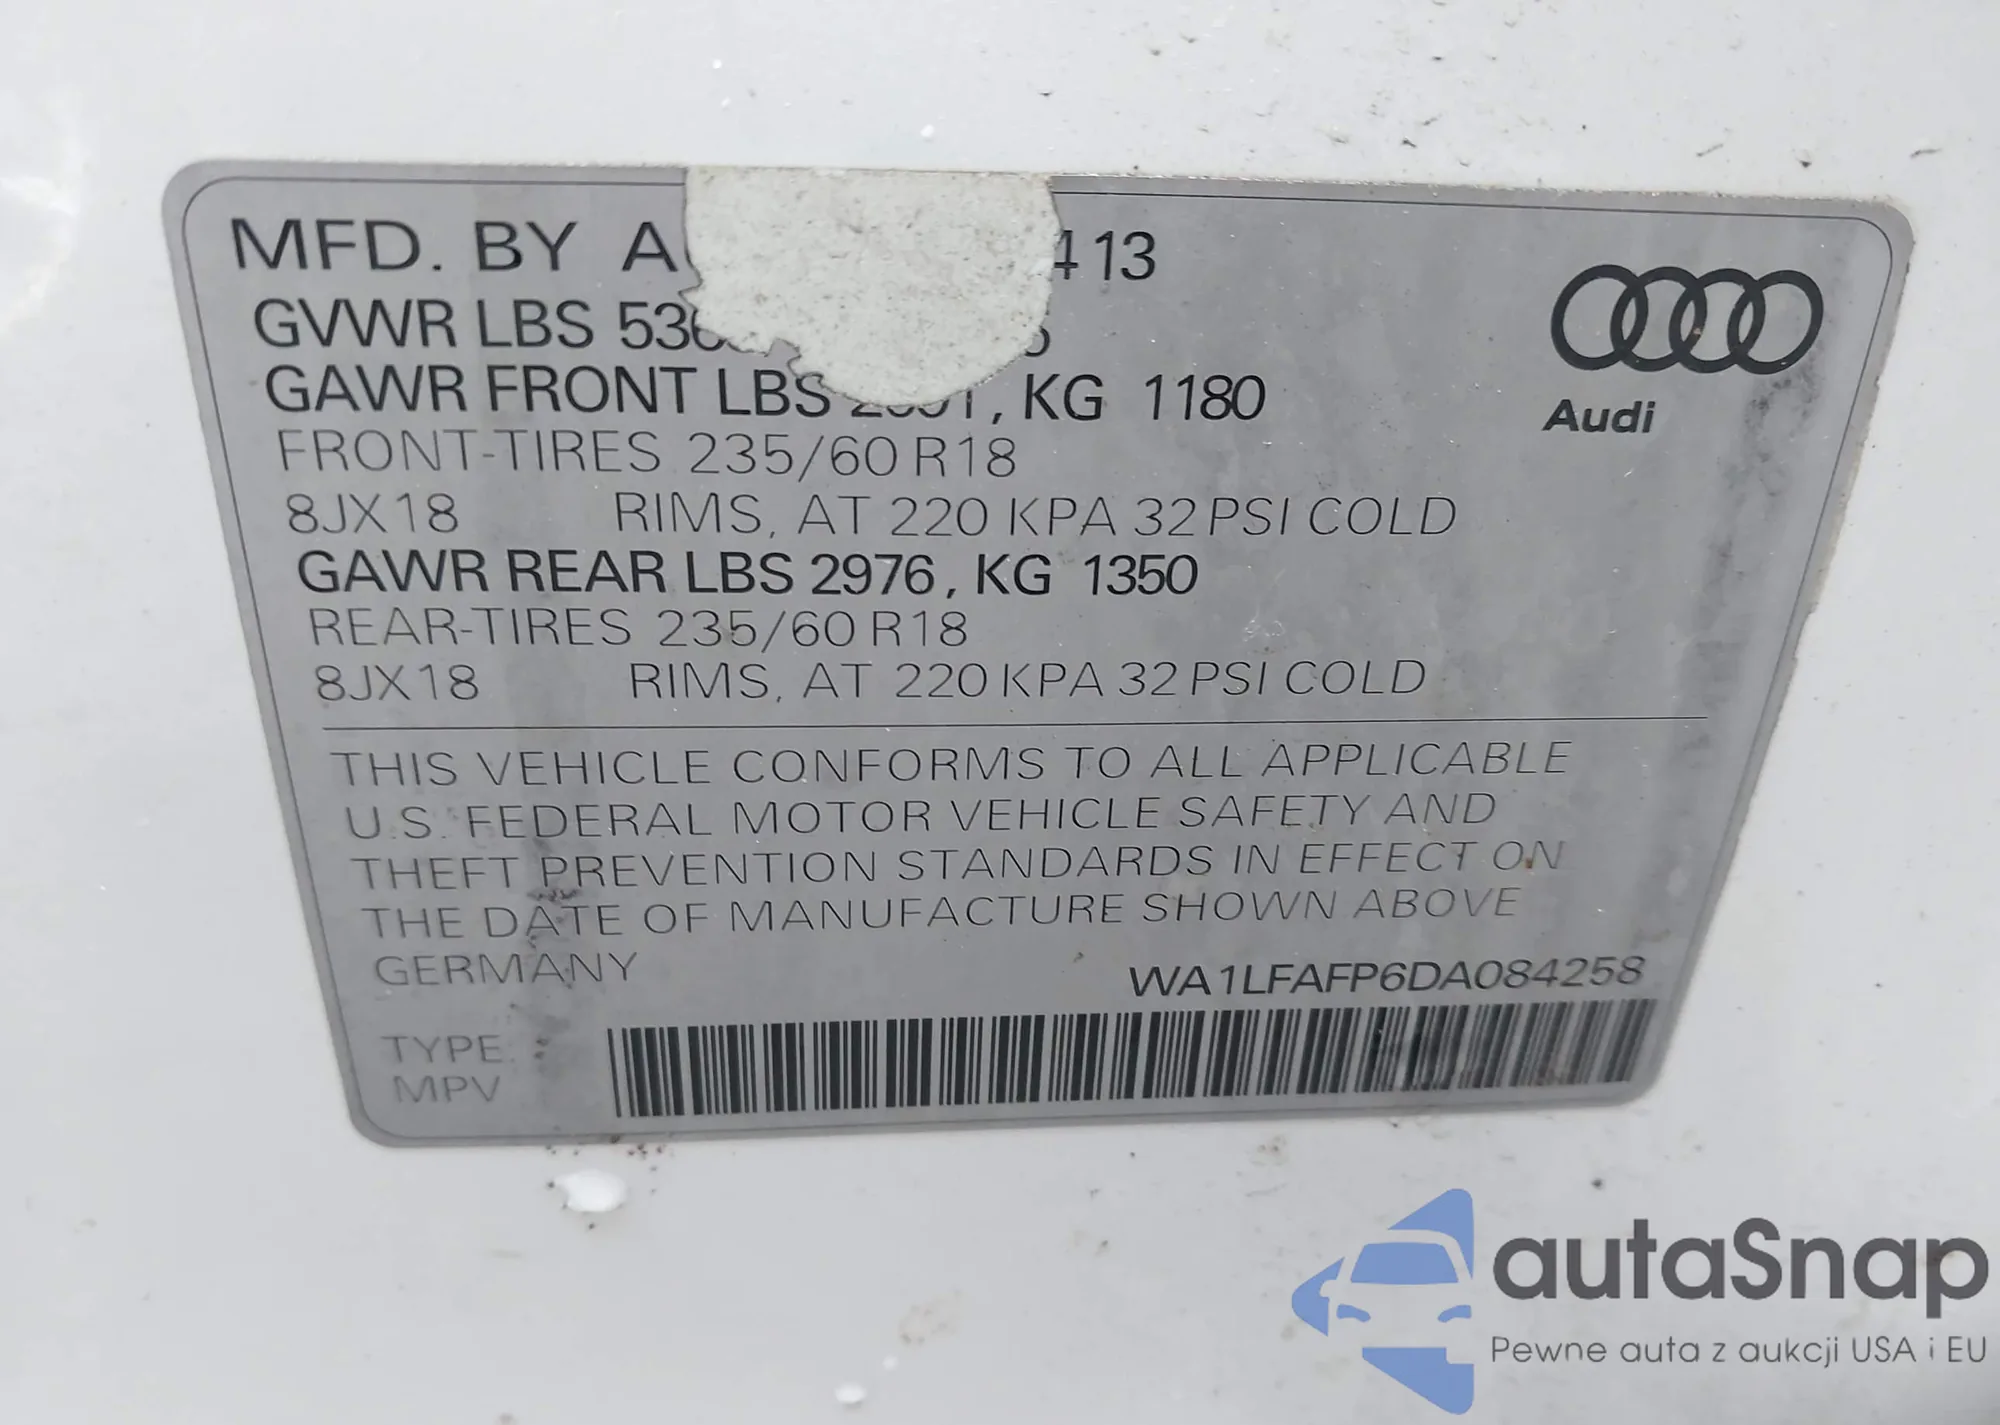 MFD. BY 13
GVWR LBS
GAWR FRONT LBS , KG 1180
FRONT-TIRES 235/60 R18
8JX18 RIMS, AT 220 KPA 32 PSI COLD
GAWR REAR LBS 2976, KG 1350
REAR-TIRES 235/60 R18
8JX18 RIMS, AT 220 KPA 32 PSI COLD
Audi
THIS VEHICLE CONFORMS TO ALL APPLICABLE
U.S. FEDERAL MOTOR VEHICLE SAFETY AND
THEFT PREVENTION STANDARDS IN EFFECT ON
THE DATE OF MANUFACTURE SHOWN ABOVE
GERMANY WA1LFAFP6DA084258
TYPE:
MPV
autaSnap
Pewne auta z aukcji USA i EU